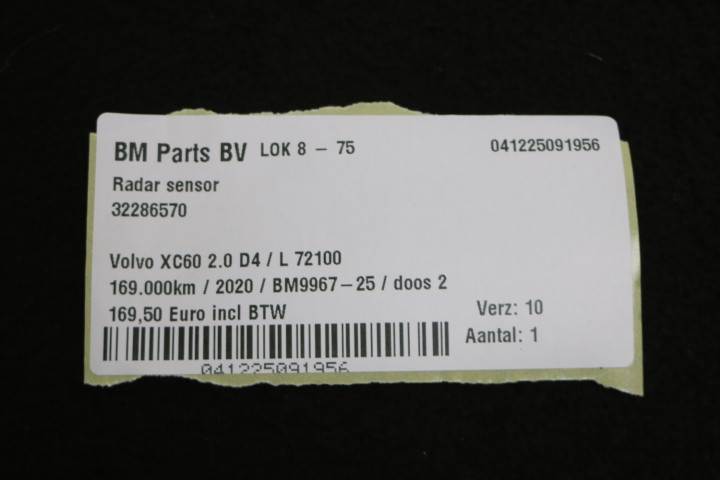 BM Parts BV LOK 8 – 75 041225091956
Radar sensor
32286570
Volvo XC60 2.0 D4 / L 72100
169.000km / 2020 / BM9967–25 / doos 2
169,50 Euro incl BTW Verz: 10
Aantal: 1
041225091956